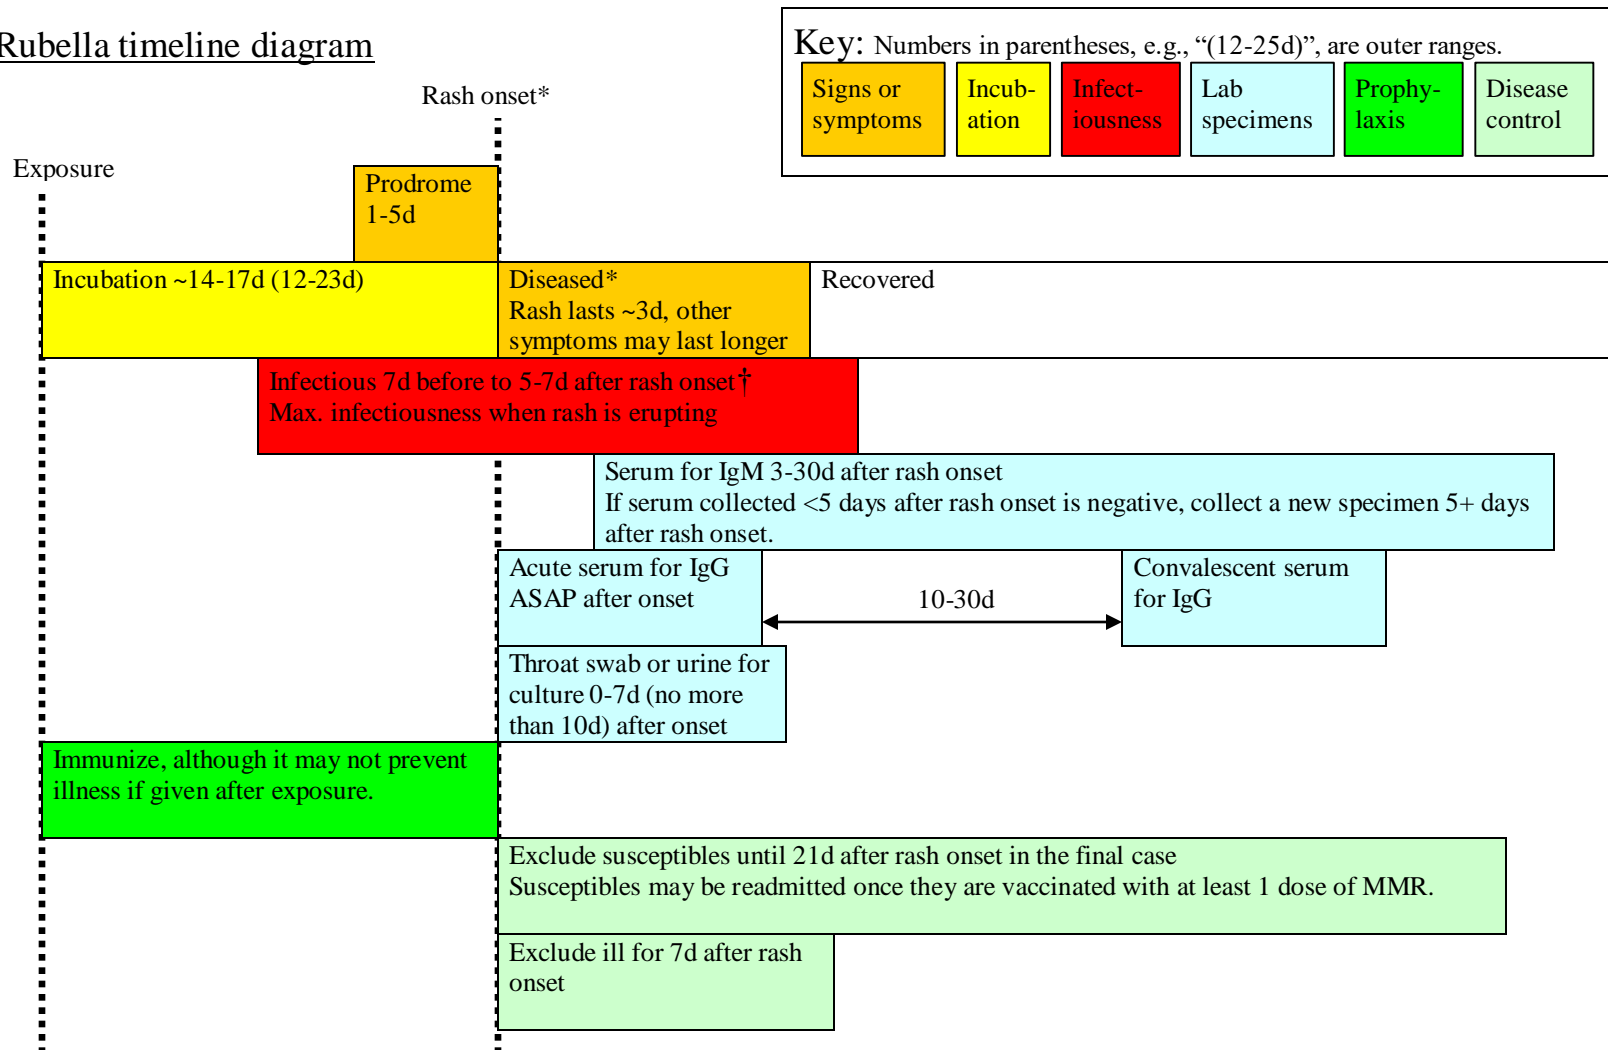 Rubella timeline diagram
Key: Numbers in parentheses, e.g., “(12-25d)”, are outer ranges.
Signs or
symptoms
Incub-
ation
Infect-
iousness
Lab
specimens
Prophy-
laxis
Disease
control
Rash onset*
Exposure
Prodrome
1-5d
Incubation ~14-17d (12-23d)
Diseased*
Rash lasts ~3d, other
symptoms may last longer
Recovered
Infectious 7d before to 5-7d after rash onset†
Max. infectiousness when rash is erupting
Serum for IgM 3-30d after rash onset
If serum collected <5 days after rash onset is negative, collect a new specimen 5+ days
after rash onset.
Acute serum for IgG
ASAP after onset
10-30d
Convalescent serum
for IgG
Throat swab or urine for
culture 0-7d (no more
than 10d) after onset
Immunize, although it may not prevent
illness if given after exposure.
Exclude susceptibles until 21d after rash onset in the final case
Susceptibles may be readmitted once they are vaccinated with at least 1 dose of MMR.
Exclude ill for 7d after rash
onset